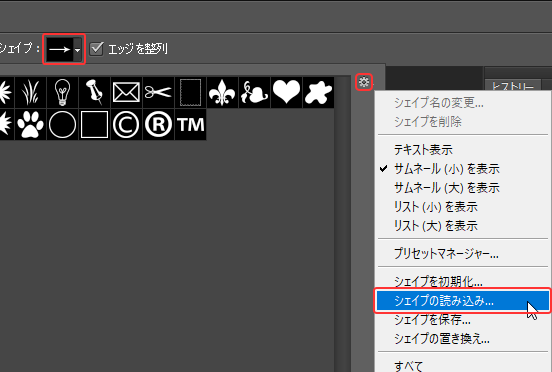 シェイプ：
エッジを整列
©®TM
ヒストリー
シェイプ名の変更...
シェイプを削除
テキスト表示
サムネール (小) を表示
サムネール (大) を表示
リスト (小) を表示
リスト (大) を表示
プリセットマネージャー...
シェイプを初期化...
シェイプの読み込み...
シェイプを保存...
シェイプの置き換え...
すべて